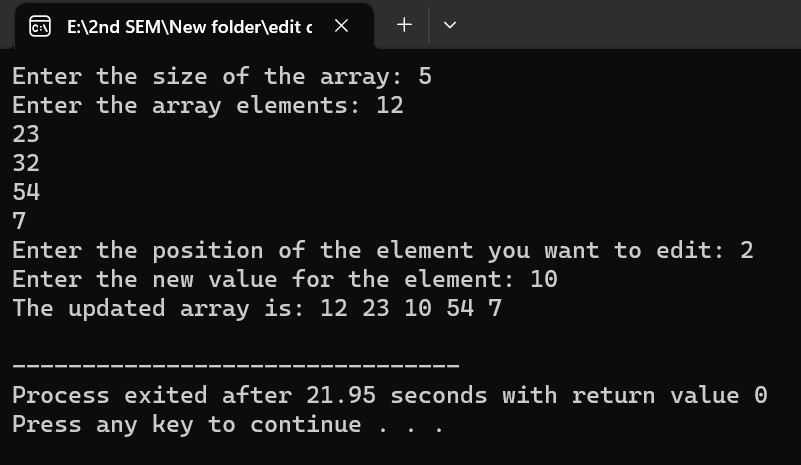 E:\2nd SEM\New folder\edit c
Enter the size of the array: 5
Enter the array elements: 12
23
32
54
7
Enter the position of the element you want to edit: 2
Enter the new value for the element: 10
The updated array is: 12 23 10 54 7
--------------------------------
Process exited after 21.95 seconds with return value 0
Press any key to continue . . .